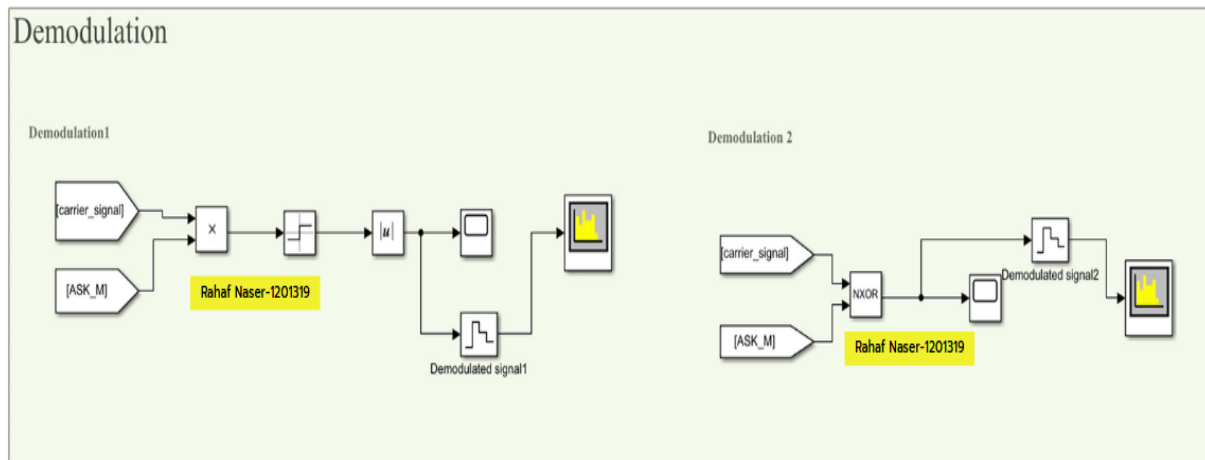 Demodulation
Demodulation1
[carrier_signal]
×
|u|
[ASK_M]
Rahaf Naser-1201319
Demodulated signal1
Demodulation 2
[carrier_signal]
NXOR
Demodulated signal2
[ASK_M]
Rahaf Naser-1201319